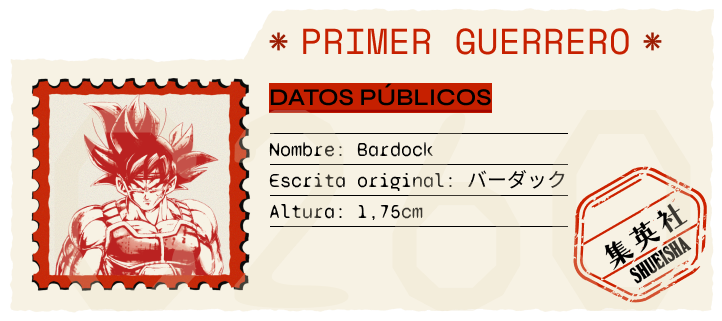 * PRIMER GUERRERO *
DATOS PÚBLICOS
Nombre: Bardock
Escrita original: バーダック
Altura: 1,75cm
集英社
SHUEISHA